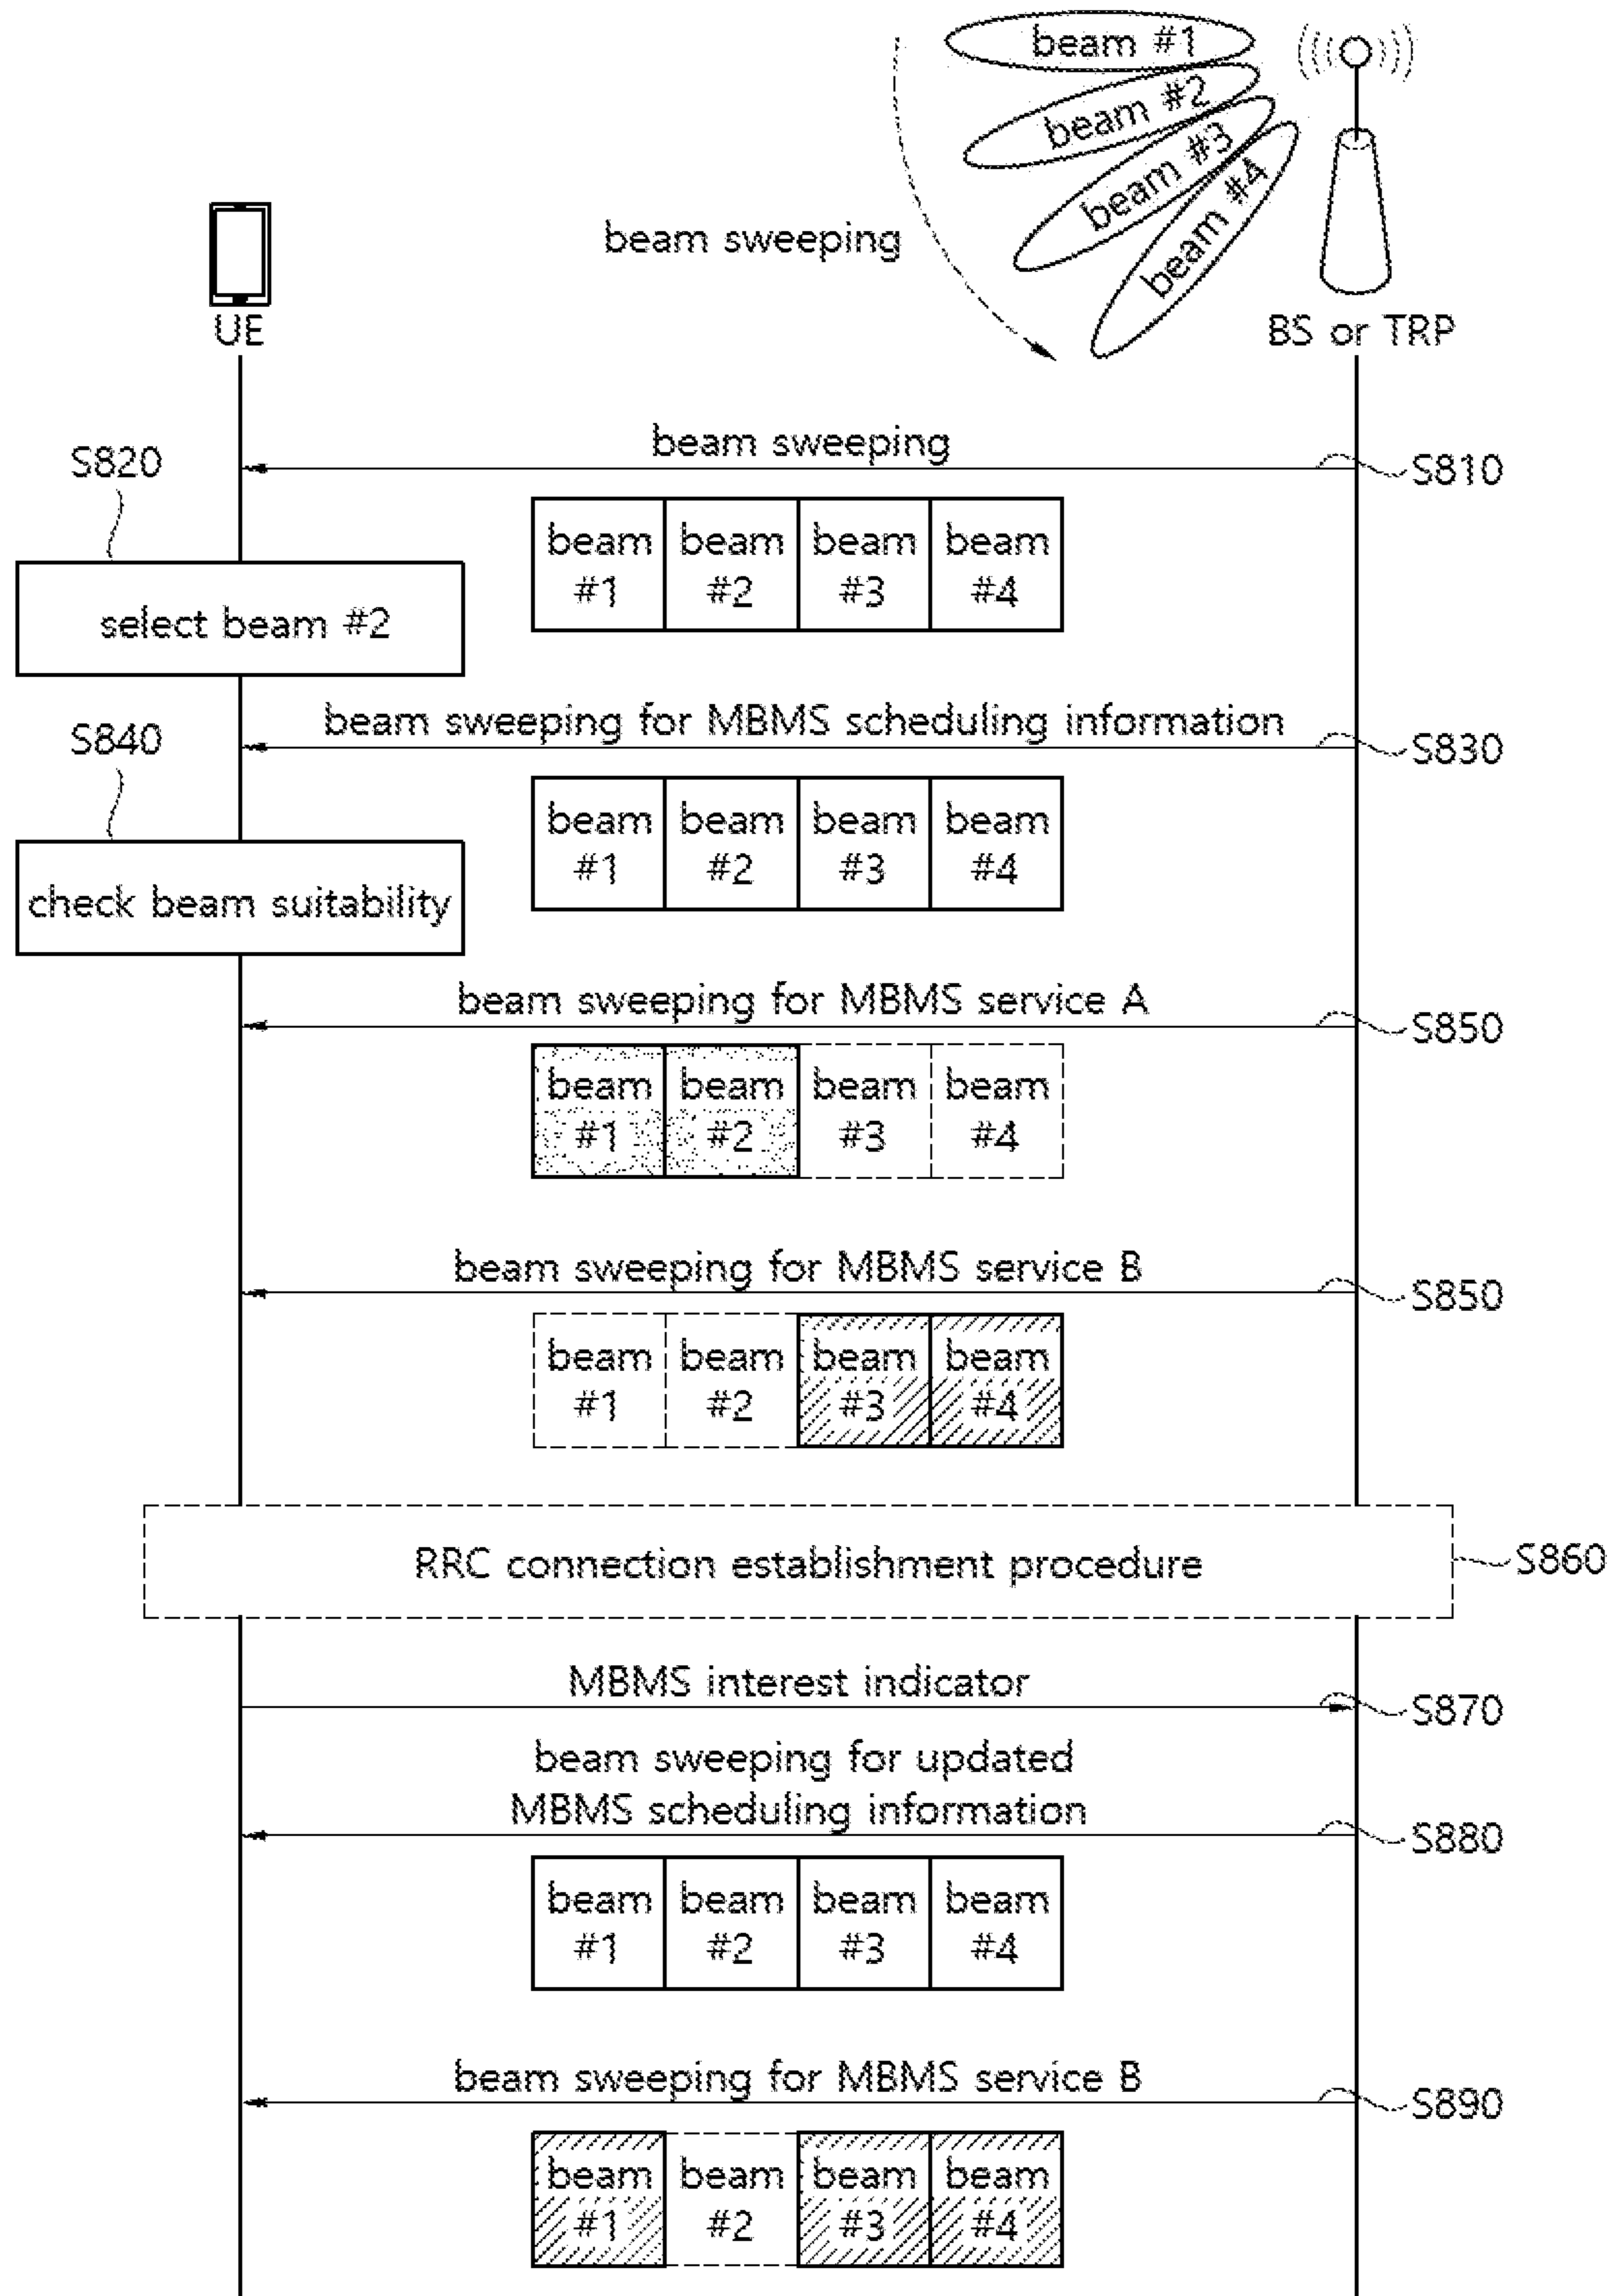 beam #1
beam #2
beam #3
beam #4
beam sweeping
UE
BS or TRP
beam sweeping
S810
S820
beam beam beam beam
#1 #2 #3 #4
select beam #2
beam sweeping for MBMS scheduling information
S830
S840
beam beam beam beam
#1 #2 #3 #4
check beam suitability
beam sweeping for MBMS service A
S850
beam beam beam beam
#1 #2 #3 #4
beam sweeping for MBMS service B
S850
beam beam beam beam
#1 #2 #3 #4
RRC connection establishment procedure
S860
MBMS interest indicator
S870
beam sweeping for updated
MBMS scheduling information
S880
beam beam beam beam
#1 #2 #3 #4
beam sweeping for MBMS service B
S890
beam beam beam beam
#1 #2 #3 #4